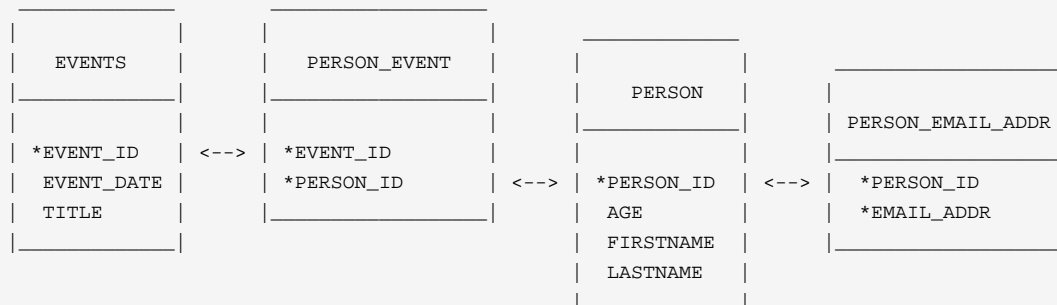 EVENTS
PERSON_EVENT
PERSON
PERSON_EMAIL_ADDR
*EVENT_ID <--> *EVENT_ID
EVENT_DATE *PERSON_ID <--> *PERSON_ID <--> *PERSON_ID
TITLE AGE *EMAIL_ADDR
FIRSTNAME
LASTNAME